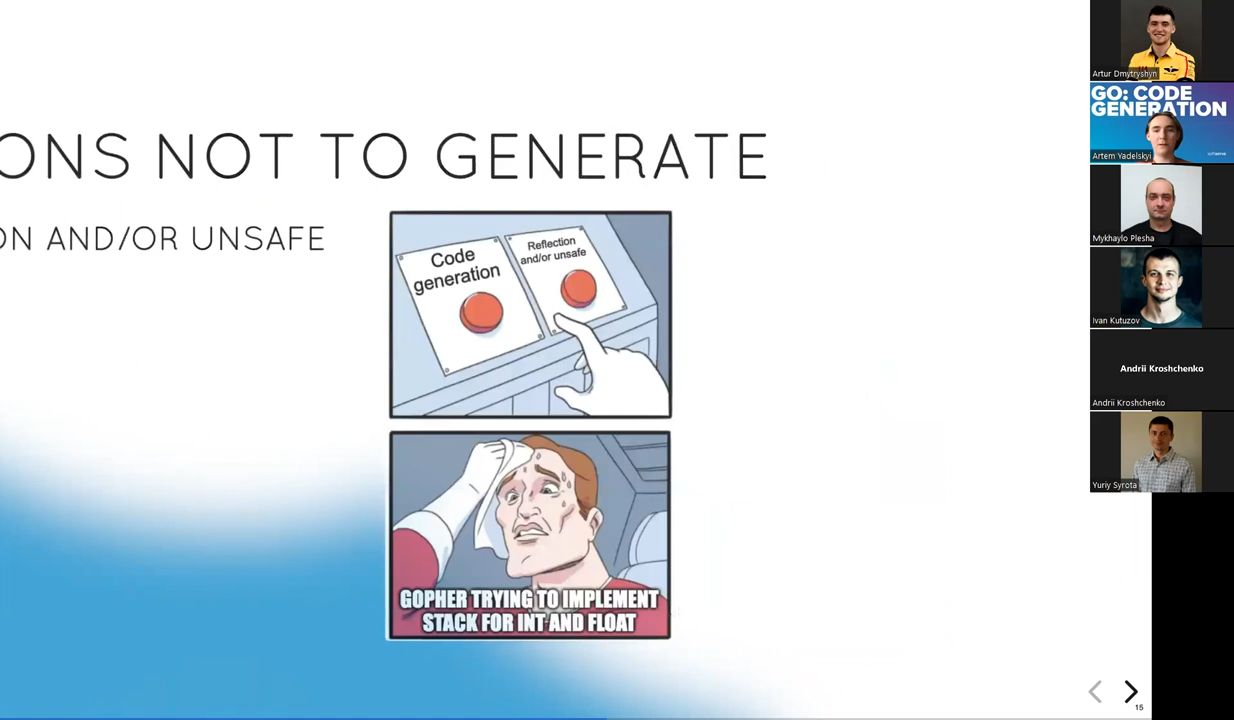 ONS NOT TO GENERATE
ON AND/OR UNSAFE
Code
generation
Reflection
and/or unsafe
GOPHER TRYING TO IMPLEMENT
STACK FOR INT AND FLOAT
15
Artur Dmytryshyn
GO: CODE
GENERATION
softserve
Artem Yadelskyi
Mykhaylo Plesha
Ivan Kutuzov
Andrii Kroshchenko
Andrii Kroshchenko
Yuriy Syrota